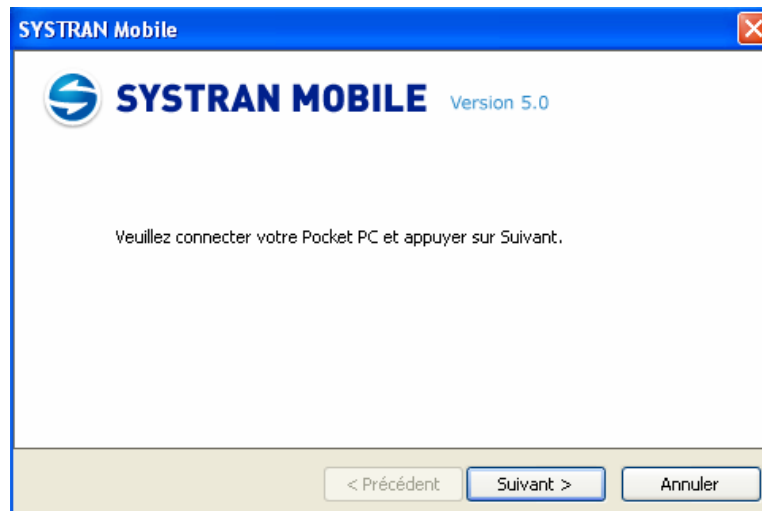 SYSTRAN Mobile
SYSTRAN MOBILE Version 5.0
Veuillez connecter votre Pocket PC et appuyer sur Suivant.
< Précédent Suivant > Annuler